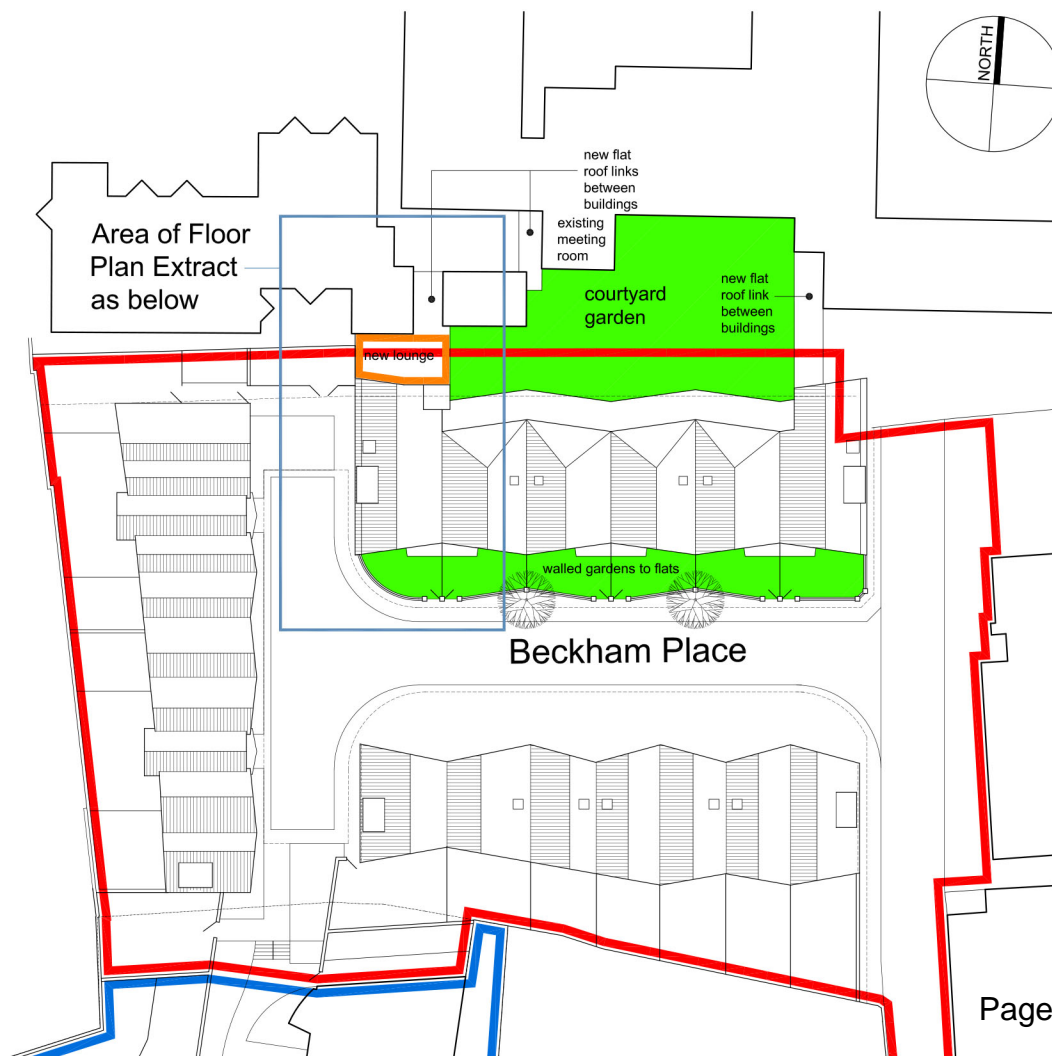 NORTH
new flat
roof links
between
buildings
existing
meeting
room
Area of Floor
Plan Extract
as below
courtyard
garden
new flat
roof link
between
buildings
new lounge
walled gardens to flats
Beckham Place
Page